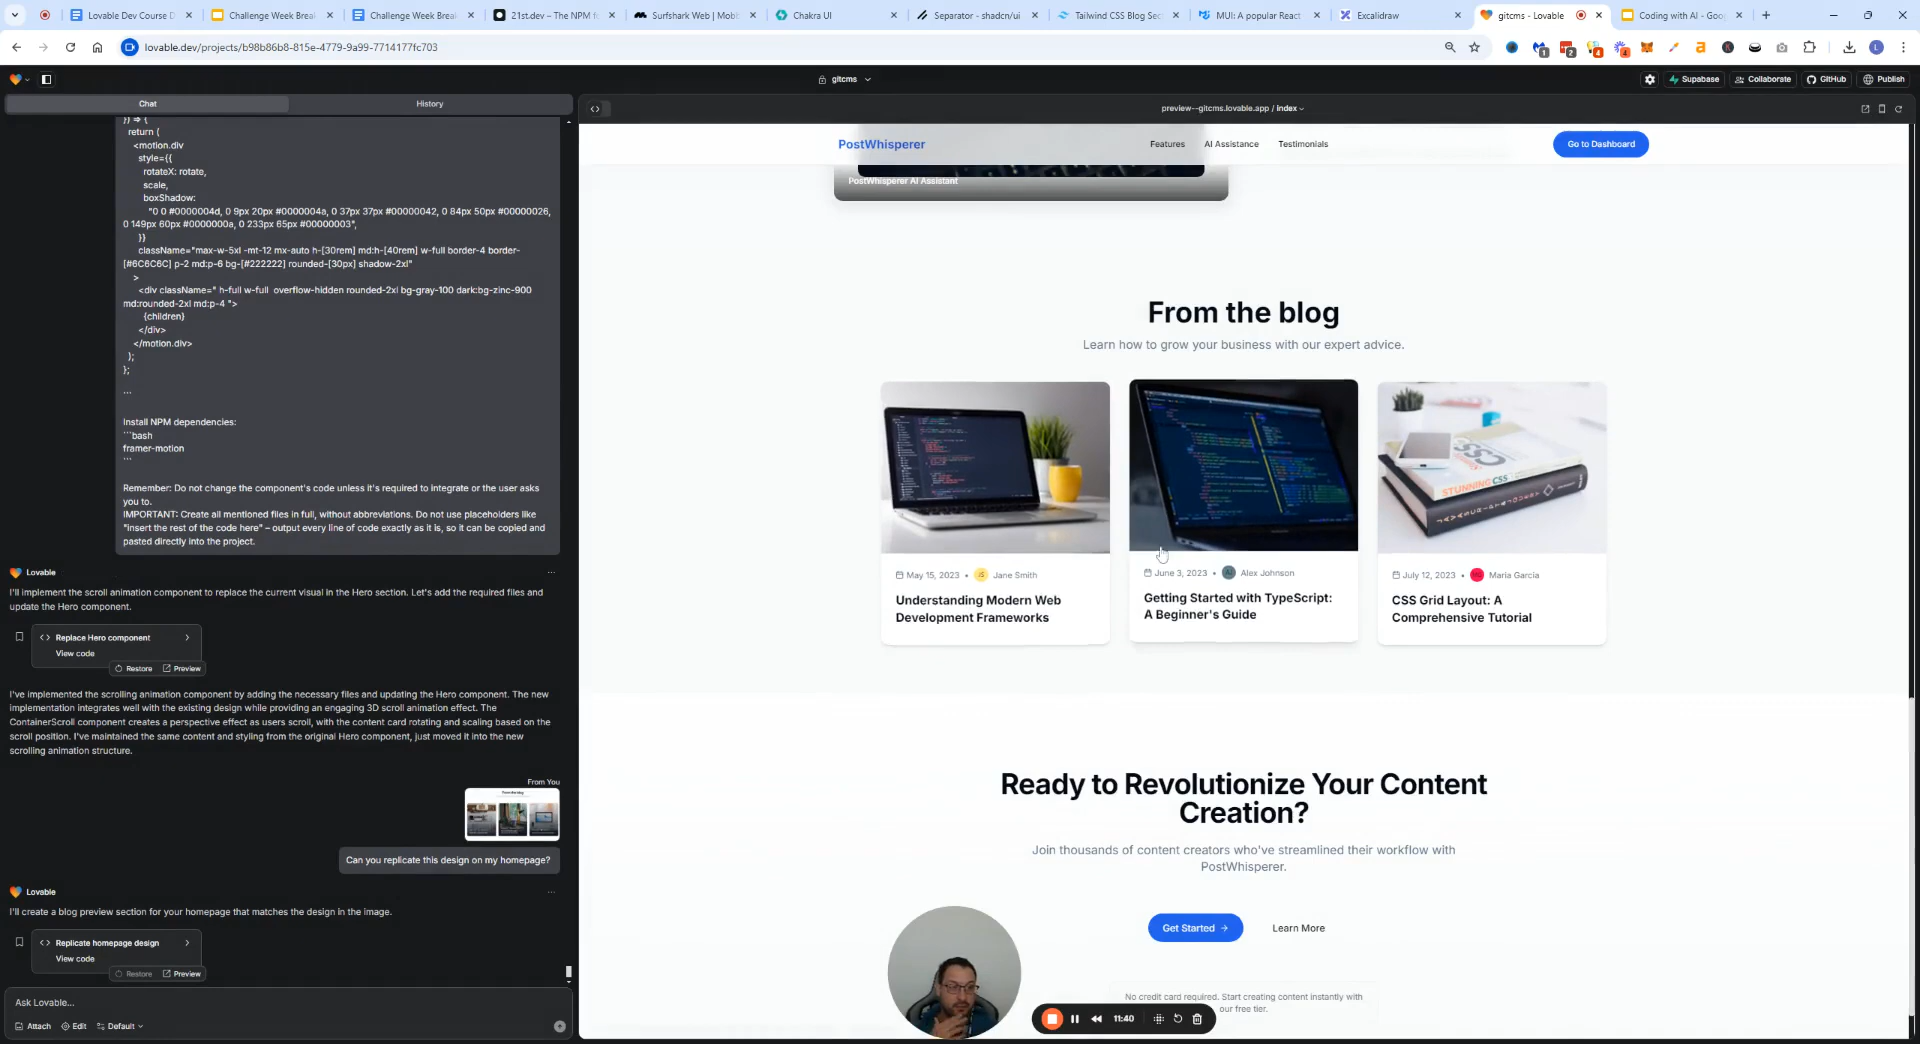 Lovable Dev Course D
Challenge Week Break
Challenge Week Break
21st.dev – The NPM f
Surfshark Web | Mobb
Chakra UI
Separator - shadcn/ui
Tailwind CSS Blog Sec
MUI: A popular React
Excalidraw
gitcms - Lovable
Coding with AI - Goo
lovable.dev/projects/b98b86b8-815e-4779-9a99-7714177fc703
gitcms
Supabase
Collaborate
GitHub
Publish
Chat
History
preview--gitcms.lovable.app / index
}) => {
return (
<motion.div
style={{
rotateX: rotate,
scale,
boxShadow:
"0 0 #0000004d, 0 9px 20px #0000004a, 0 37px 37px #00000042, 0 84px 50px #00000026,
0 149px 60px #0000000a, 0 233px 65px #00000003",
}}
className="max-w-5xl -mt-12 mx-auto h-[30rem] md:h-[40rem] w-full border-4 border-
[#6C6C6C] p-2 md:p-6 bg-[#222222] rounded-[30px] shadow-2xl"
>
<div className=" h-full w-full  overflow-hidden rounded-2xl bg-gray-100 dark:bg-zinc-900
md:rounded-2xl md:p-4 ">
{children}
</div>
</motion.div>
);
};
```
Install NPM dependencies:
```bash
framer-motion
```
Remember: Do not change the component's code unless it's required to integrate or the user asks
you to.
IMPORTANT: Create all mentioned files in full, without abbreviations. Do not use placeholders like
"insert the rest of the code here" – output every line of code exactly as it is, so it can be copied and
pasted directly into the project.
Lovable
I'll implement the scroll animation component to replace the current visual in the Hero section. Let's add the required files and
update the Hero component.
Replace Hero component
View code
Restore
Preview
I've implemented the scrolling animation component by adding the necessary files and updating the Hero component. The new
implementation integrates well with the existing design while providing an engaging 3D scroll animation effect. The
ContainerScroll component creates a perspective effect as users scroll, with the content card rotating and scaling based on the
scroll position. I've maintained the same content and styling from the original Hero component, just moved it into the new
scrolling animation structure.
From You
Can you replicate this design on my homepage?
Lovable
I'll create a blog preview section for your homepage that matches the design in the image.
Replicate homepage design
View code
Restore
Preview
Ask Lovable...
Attach
Edit
Default
PostWhisperer
Features
AI Assistance
Testimonials
Go to Dashboard
PostWhisperer AI Assistant
From the blog
Learn how to grow your business with our expert advice.
STUNNING CSS
JAVASCRIPT
May 15, 2023 • JS Jane Smith
Understanding Modern Web
Development Frameworks
June 3, 2023 • AJ Alex Johnson
Getting Started with TypeScript:
A Beginner's Guide
July 12, 2023 • MG Maria Garcia
CSS Grid Layout: A
Comprehensive Tutorial
Ready to Revolutionize Your Content
Creation?
Join thousands of content creators who've streamlined their workflow with
PostWhisperer.
Get Started →
Learn More
No credit card required. Start creating content instantly with
our free tier.
11:40